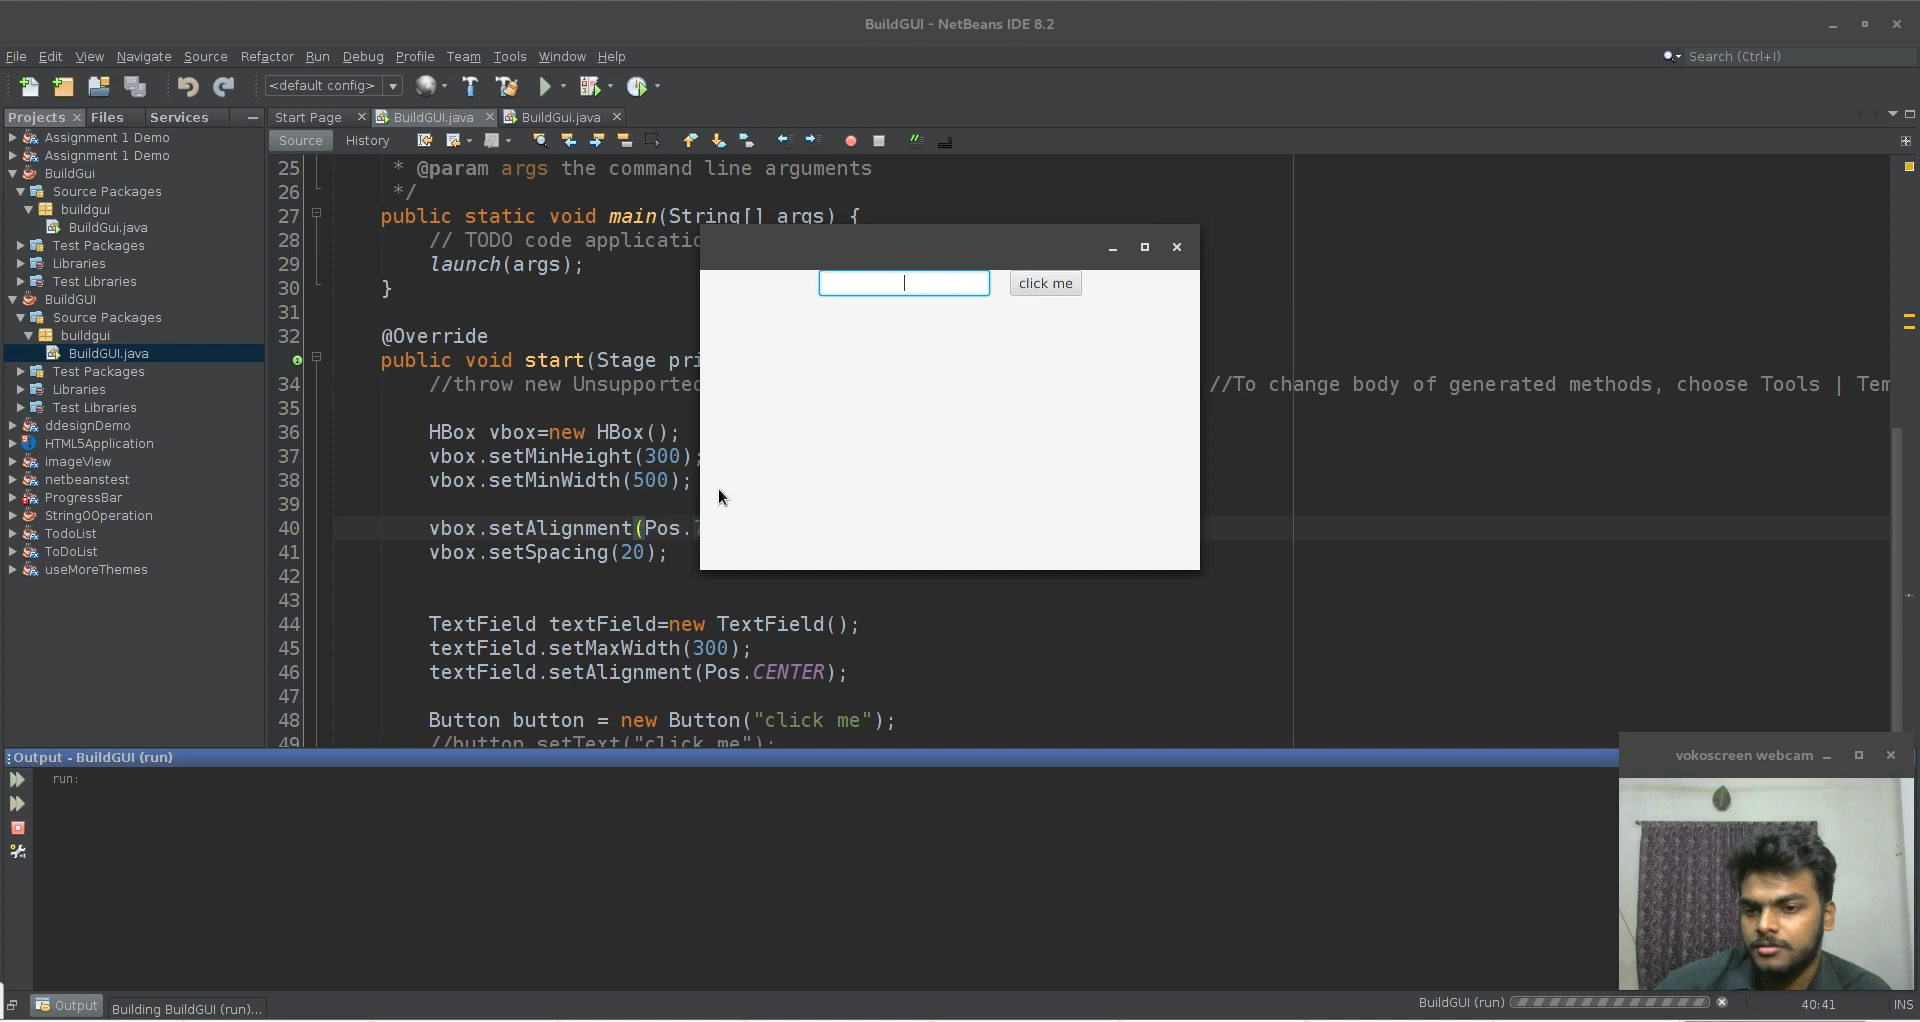 BuildGUI - NetBeans IDE 8.2
File Edit View Navigate Source Refactor Run Debug Profile Team Tools Window Help
Search (Ctrl+I)
<default config>
Projects Files Services
Start Page BuildGUI.java BuildGui.java
Source History
Assignment 1 Demo
Assignment 1 Demo
BuildGui
Source Packages
buildgui
BuildGui.java
Test Packages
Libraries
Test Libraries
BuildGUI
Source Packages
buildgui
BuildGUI.java
Test Packages
Libraries
Test Libraries
ddesignDemo
HTML5Application
imageView
netbeanstest
ProgressBar
StringOOperation
TodoList
ToDoList
useMoreThemes
25 * @param args the command line arguments
26 */
27 public static void main(String[] args) {
28 // TODO code applicatio
29 launch(args);
30 }
31
32 @Override
public void start(Stage pri
34 //throw new Unsupported //To change body of generated methods, choose Tools | Tem
35
36 HBox vbox=new HBox();
37 vbox.setMinHeight(300);
38 vbox.setMinWidth(500);
39
40 vbox.setAlignment(Pos.
41 vbox.setSpacing(20);
42
43
44 TextField textField=new TextField();
45 textField.setMaxWidth(300);
46 textField.setAlignment(Pos.CENTER);
47
48 Button button = new Button("click me");
49 //button.setText("click me");
click me
Output - BuildGUI (run)
run:
vokoscreen webcam
Output
Building BuildGUI (run)...
BuildGUI (run)
40:41
INS